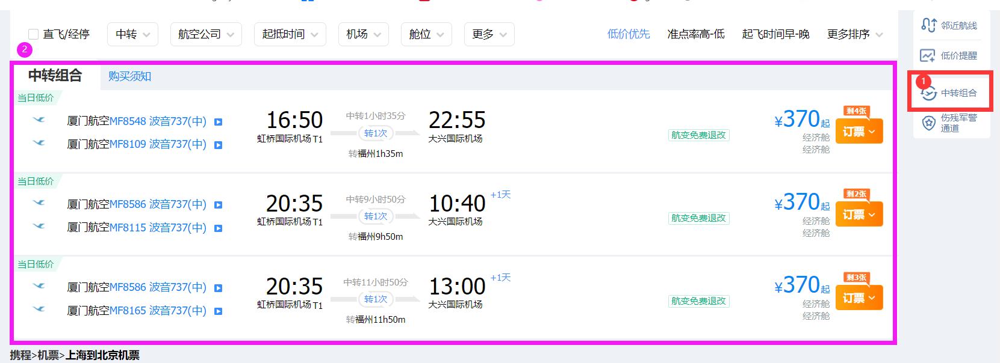 直飞/经停 中转 航空公司 起抵时间 机场 舱位 更多 低价优先 准点率高-低 起飞时间早-晚 更多排序
2
中转组合 购买须知
当日低价
厦门航空MF8548 波音737(中)
厦门航空MF8109 波音737(中)
16:50
虹桥国际机场 T1
中转1小时35分
转1次
转福州1h35m
22:55
大兴国际机场
航变免费退改
¥370起
经济舱
经济舱
剩4张
订票
当日低价
厦门航空MF8586 波音737(中)
厦门航空MF8115 波音737(中)
20:35
虹桥国际机场 T1
中转9小时50分
转1次
转福州9h50m
10:40 +1天
大兴国际机场
航变免费退改
¥370起
经济舱
经济舱
剩2张
订票
当日低价
厦门航空MF8586 波音737(中)
厦门航空MF8165 波音737(中)
20:35
虹桥国际机场 T1
中转11小时50分
转1次
转福州11h50m
13:00 +1天
大兴国际机场
航变免费退改
¥370起
经济舱
经济舱
剩3张
订票
携程>机票>上海到北京机票
邻近航线
低价提醒
1
中转组合
伤残军警
通道